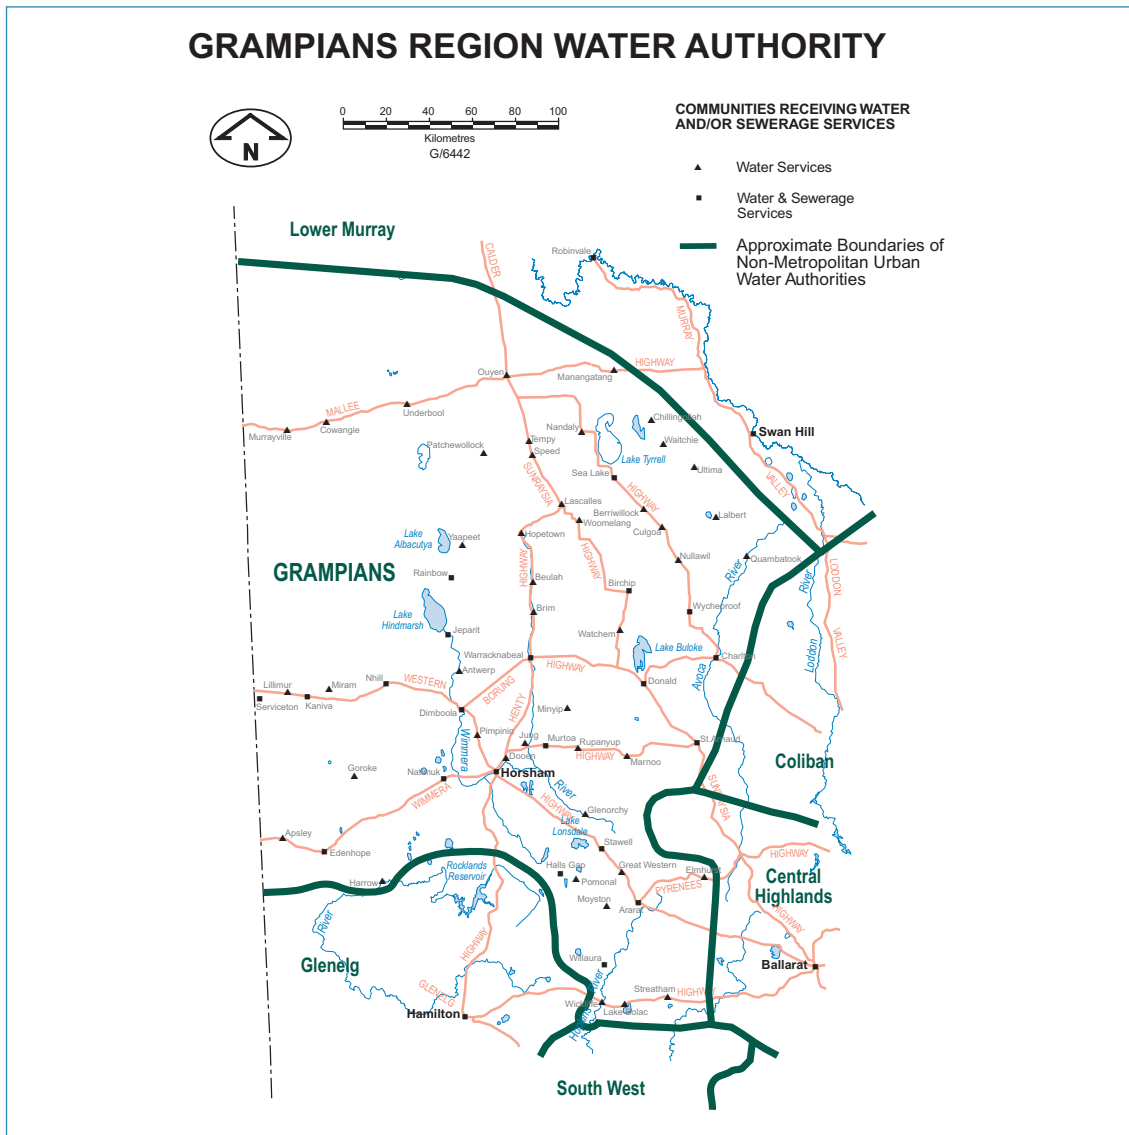 GRAMPIANS REGION WATER AUTHORITY
0 20 40 60 80 100
Kilometres
G/6442
N
COMMUNITIES RECEIVING WATER
AND/OR SEWERAGE SERVICES
Water Services
Water & Sewerage
Services
Approximate Boundaries of
Non-Metropolitan Urban
Water Authorities
Lower Murray
CALDER
Robinvale
MURRAY
HIGHWAY
Ouyen
Manangatang
MALLEE
Underbool
Murrayville
Cowangie
Chillingollah
Nandaly
Swan Hill
Tempy
Speed
Waitchie
Patchewollock
Lake Tyrrell
Ultima
Sea Lake
SUNRAYSIA
HIGHWAY
VALLEY
Lascalles
Berriwillock
Woomelang
Culgoa
Lalbert
Lake
Albacutya
Yaapeet
Hopetown
HIGHWAY
HIGHWAY
Nullawil
Quambatook
River
River
LODDON
GRAMPIANS
Rainbow
Beulah
Birchip
Lake
Hindmarsh
Brim
Wycheproof
Jeparit
Watchem
VALLEY
Loddon
Warracknabeal
Lake Buloke
Charlton
Antwerp
HIGHWAY
Avoca
Donald
Lillimur
Miram
Nhill
WESTERN
BORUNG
Serviceton
Kaniva
Dimboola
HENTY
Minyip
Pimpinio
Wimmera
Jung
Murtoa
Rupanyup
St.Arnaud
Dooen
HIGHWAY
Marnoo
Coliban
Goroke
Natimuk
Horsham
River
SUNRAYSIA
WIMMERA
HIGHWAY
Glenorchy
Lake
Lonsdale
Apsley
Edenhope
Stawell
HIGHWAY
Rocklands
Reservoir
Halls Gap
Great Western
Elmhurst
Central
Highlands
Harrow
Pomonal
PYRENEES
Moyston
Ararat
River
HIGHWAY
HIGHWAY
Glenelg
Willaura
Ballarat
River
GLENELG
Streatham
HIGHWAY
Wickliffe
Lake Bolac
Hamilton
Hopkins
South West